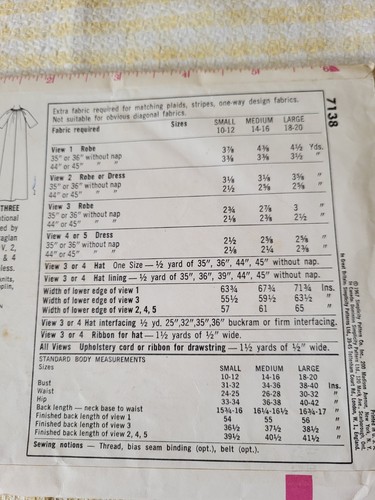 7138
Extra fabric required for matching plaids, stripes, one-way design fabrics.
Not suitable for obvious diagonal fabrics.
Fabric required Sizes SMALL 10-12 MEDIUM 14-16 LARGE 18-20
View 1 Robe
35" or 36" without nap 3⅞ 4⅜ 4½ Yds.
44" or 45" " " 3⅜ 3⅜ 3½ "
View 2 Robe or Dress
35" or 36" without nap 3⅛ 3¼ 3⅝ "
44" or 45" " " 2½ 2⅝ 2⅝ "
View 3 Robe
35" or 36" without nap 2¾ 2⅞ 3 "
44" or 45" " " 2⅛ 2⅜ 2½ "
View 4 or 5 Dress
35" or 36" without nap 2½ 2⅝ 2⅝ "
44" or 45" " " 2⅛ 2¼ 2⅜ "
View 3 or 4 Hat One Size — ½ yard of 35", 36", 44", 45" without nap.
View 3 or 4 Hat lining — ½ yard of 35", 36", 39", 44", 45" without nap.
Width of lower edge of view 1 63¾ 67¾ 71¾ Ins.
Width of lower edge of view 3 55½ 59½ 63½ "
Width of lower edge of view 2, 4, 5 57 61 65 "
View 3 or 4 Hat interfacing ½ yd. 25",32",35",36" buckram or firm interfacing.
View 3 or 4 Ribbon for hat — 1½ yards of ½" wide.
All Views Upholstery cord or ribbon for drawstring — 1½ yards of ½" wide.
STANDARD BODY MEASUREMENTS
Sizes SMALL 10-12 MEDIUM 14-16 LARGE 18-20
Bust 31-32 34-36 38-40 Ins.
Waist 24-25 26-28 30-32 "
Hip 33-34 36-38 40-42 "
Back length — neck base to waist 15¾-16 16¼-16½ 16¾-17 "
Finished back length of view 1 54 55 56 "
Finished back length of view 3 36½ 37½ 38½ "
Finished back length of view 2, 4, 5 39½ 40½ 41½ "
Sewing notions — Thread, bias seam binding (opt.), belt (opt.).
THREE
tional
ed by
aglan
V, 2,
& 4
less.
nits,
plin,